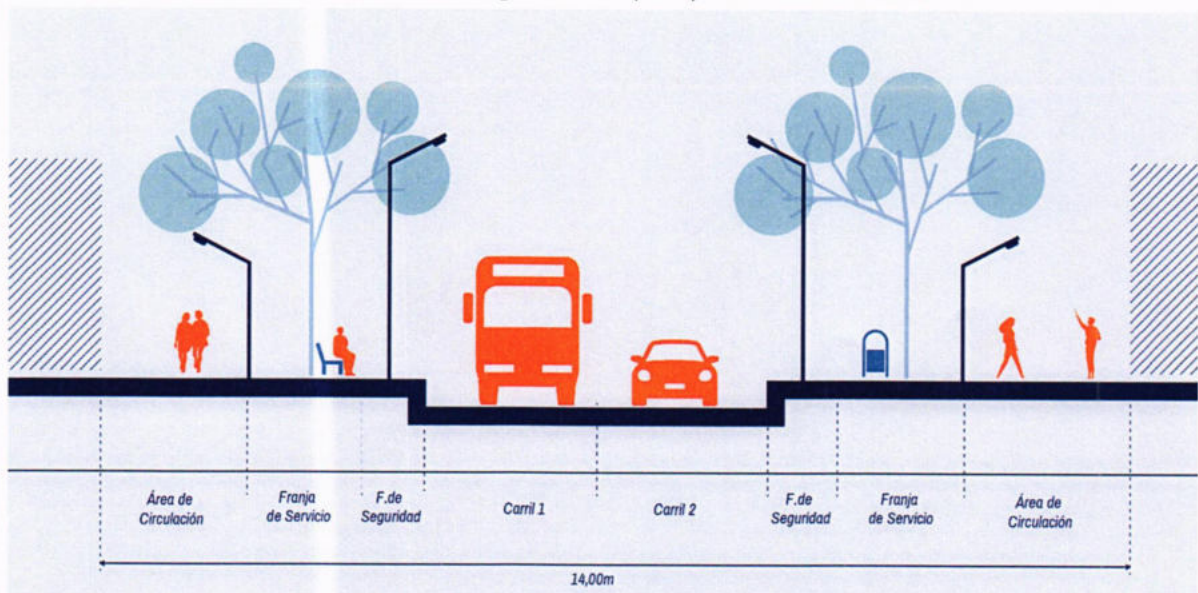 Área de
Circulación
Franja
de Servicio
F.de
Seguridad
Carril 1
Carril 2
F.de
Seguridad
Franja
de Servicio
Área de
Circulación
14,00m